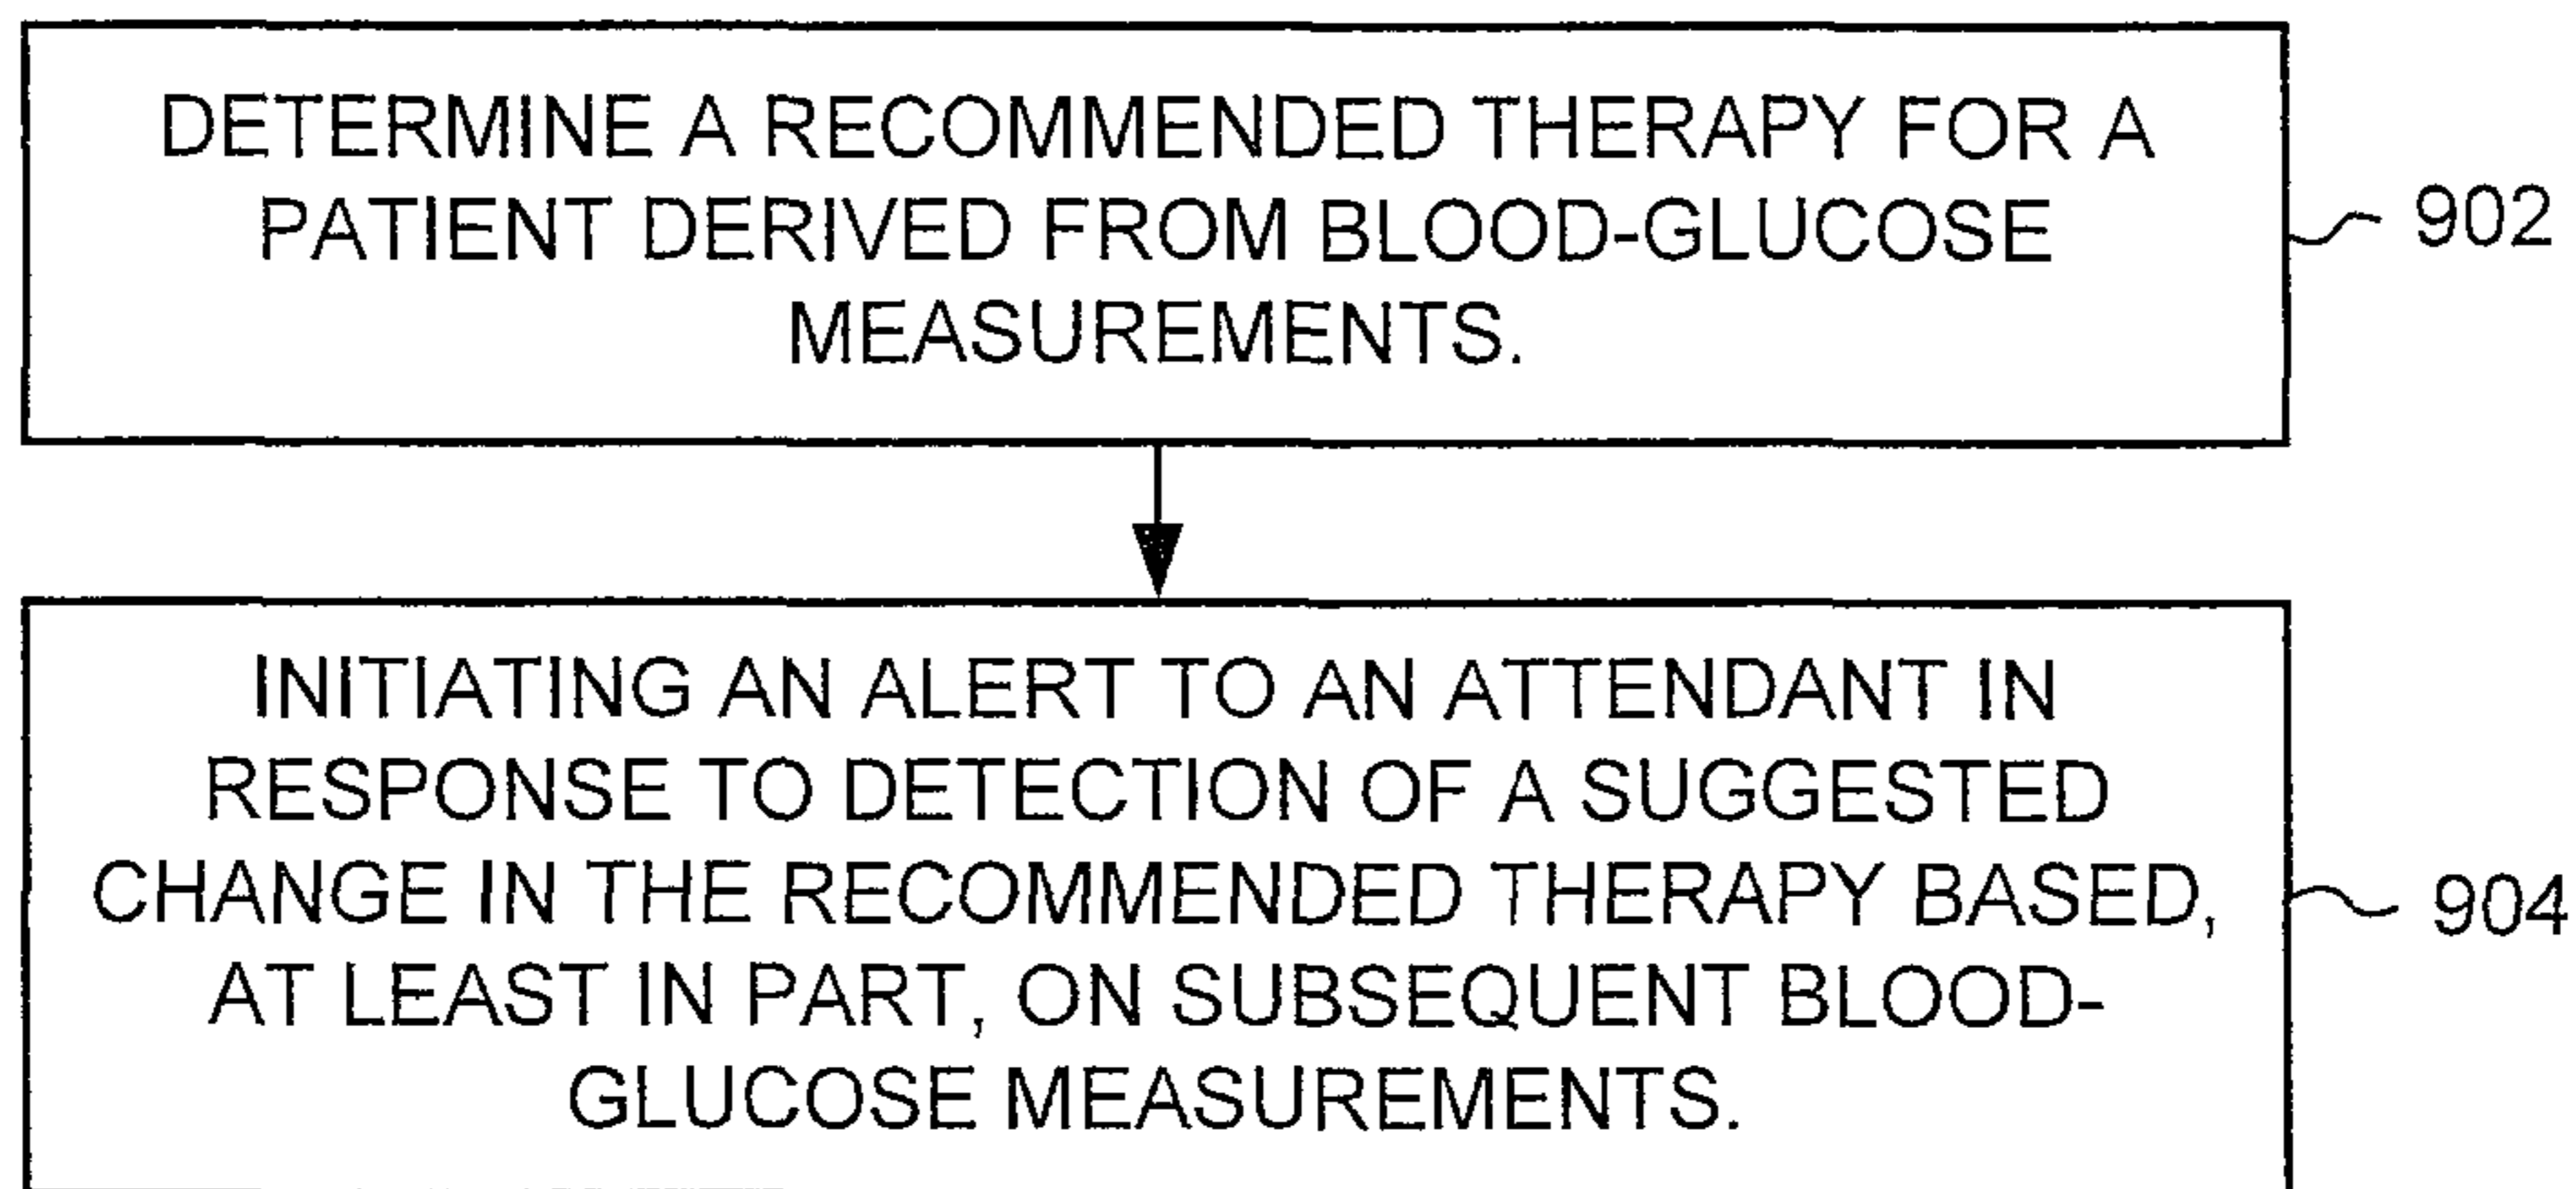 DETERMINE A RECOMMENDED THERAPY FOR A
PATIENT DERIVED FROM BLOOD-GLUCOSE
MEASUREMENTS.
902
INITIATING AN ALERT TO AN ATTENDANT IN
RESPONSE TO DETECTION OF A SUGGESTED
CHANGE IN THE RECOMMENDED THERAPY BASED,
AT LEAST IN PART, ON SUBSEQUENT BLOOD-
GLUCOSE MEASUREMENTS.
904